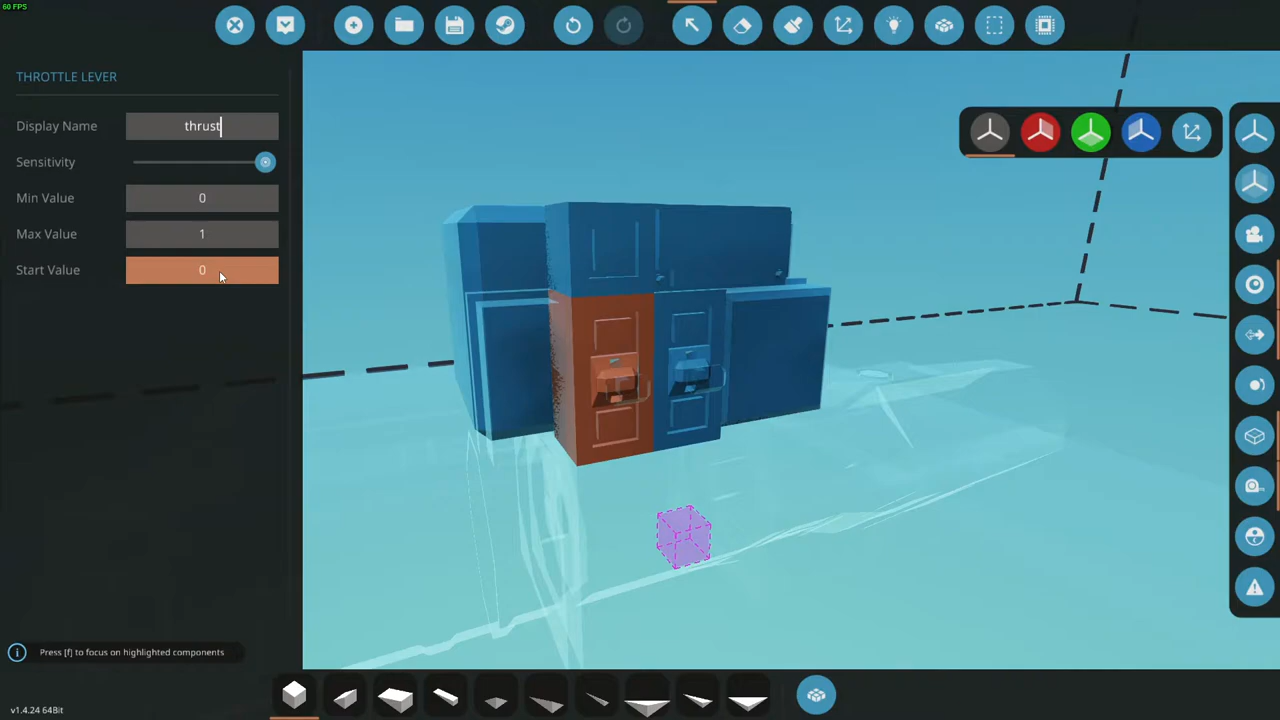 60 FPS
THROTTLE LEVER
Display Name thrust
Sensitivity
Min Value 0
Max Value 1
Start Value 0
Press [f] to focus on highlighted components
v1.4.24 64Bit